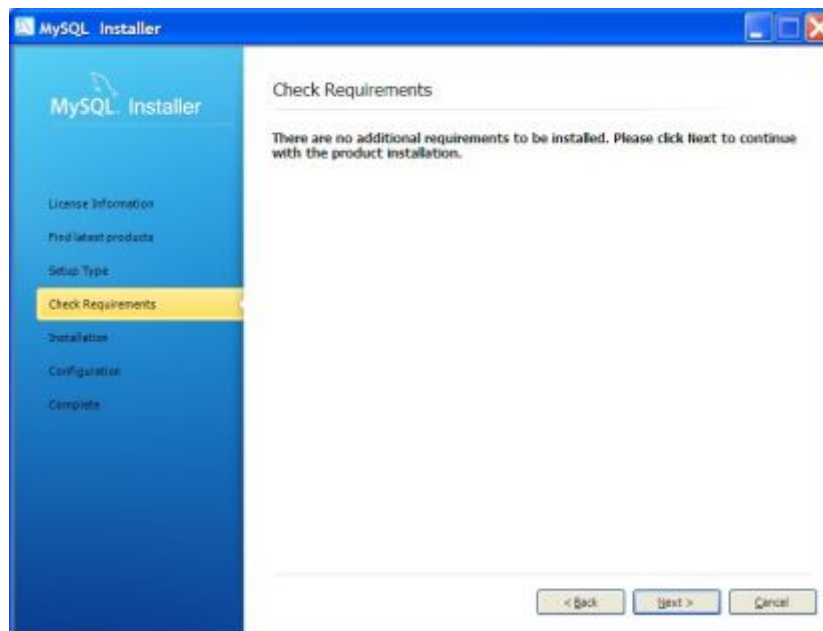 MySQL Installer
MySQL Installer
Check Requirements
There are no additional requirements to be installed. Please click Next to continue
with the product installation.
License Information
Find latest products
Setup Type
Check Requirements
Installation
Configuration
Complete
< Back
Next >
Cancel